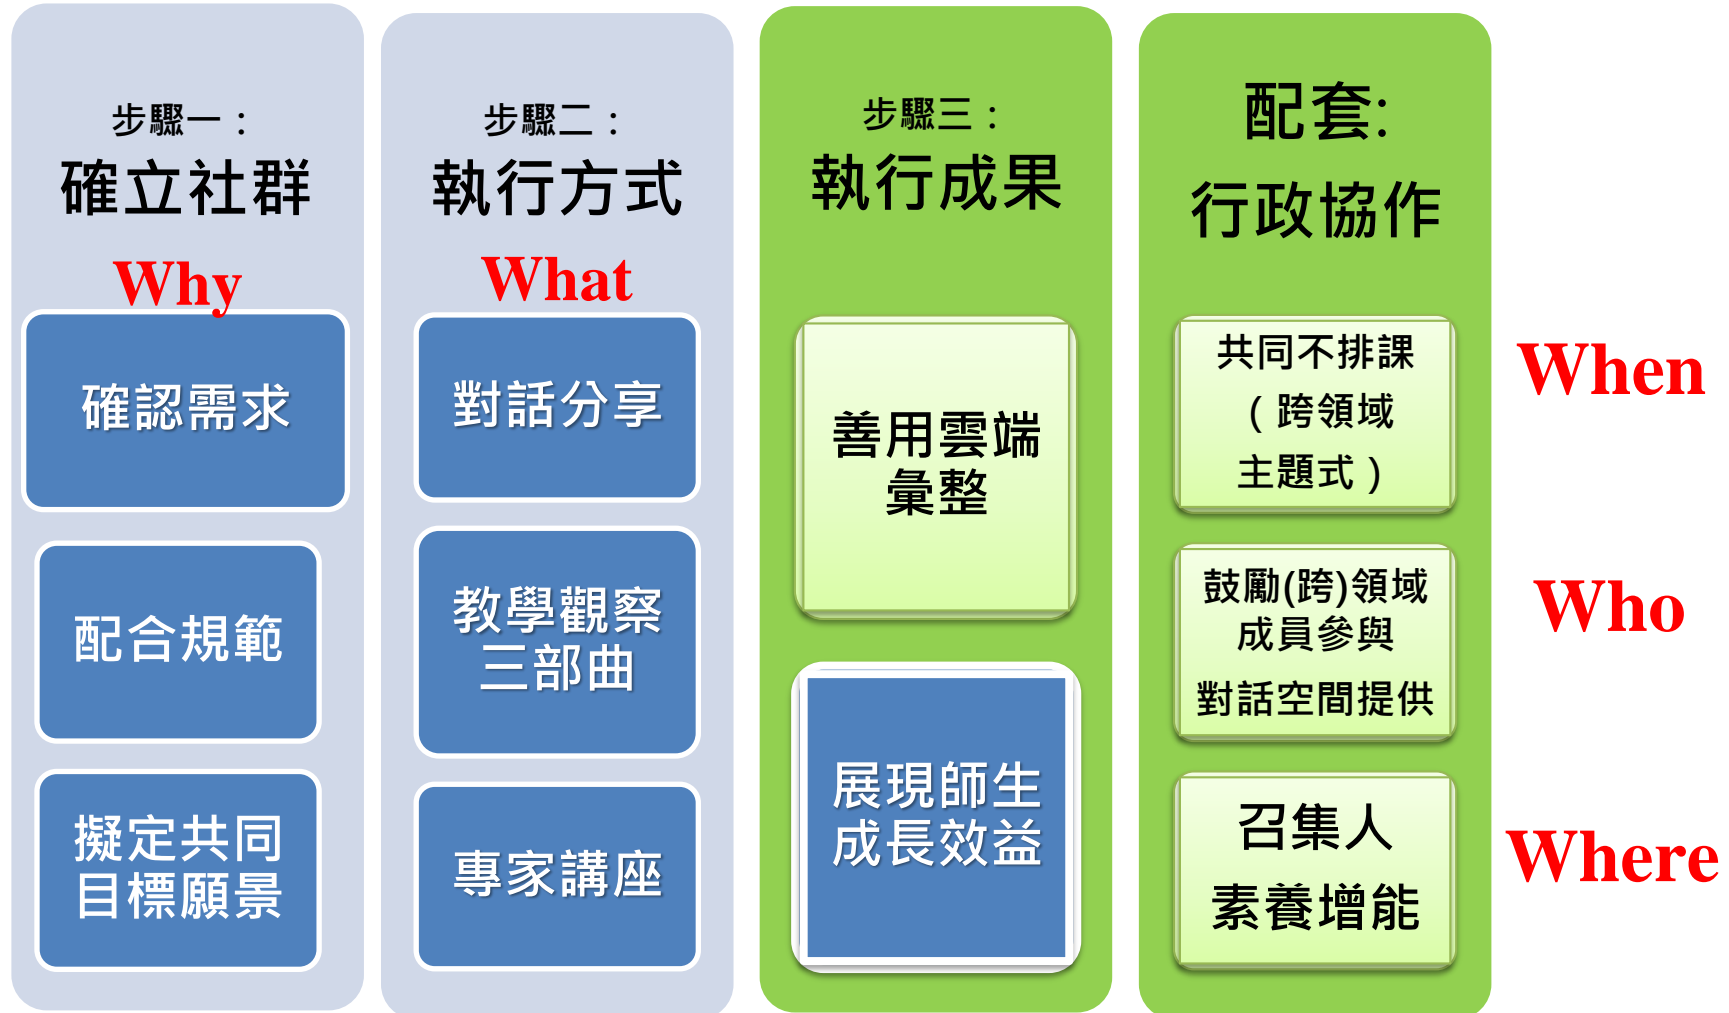 步驟一：
確立社群
Why
確認需求
配合規範
擬定共同
目標願景
步驟二：
執行方式
What
對話分享
教學觀察
三部曲
專家講座
步驟三：
執行成果
善用雲端
彙整
展現師生
成長效益
配套:
行政協作
共同不排課
（跨領域
主題式）
鼓勵(跨)領域
成員參與
對話空間提供
召集人
素養增能
When
Who
Where